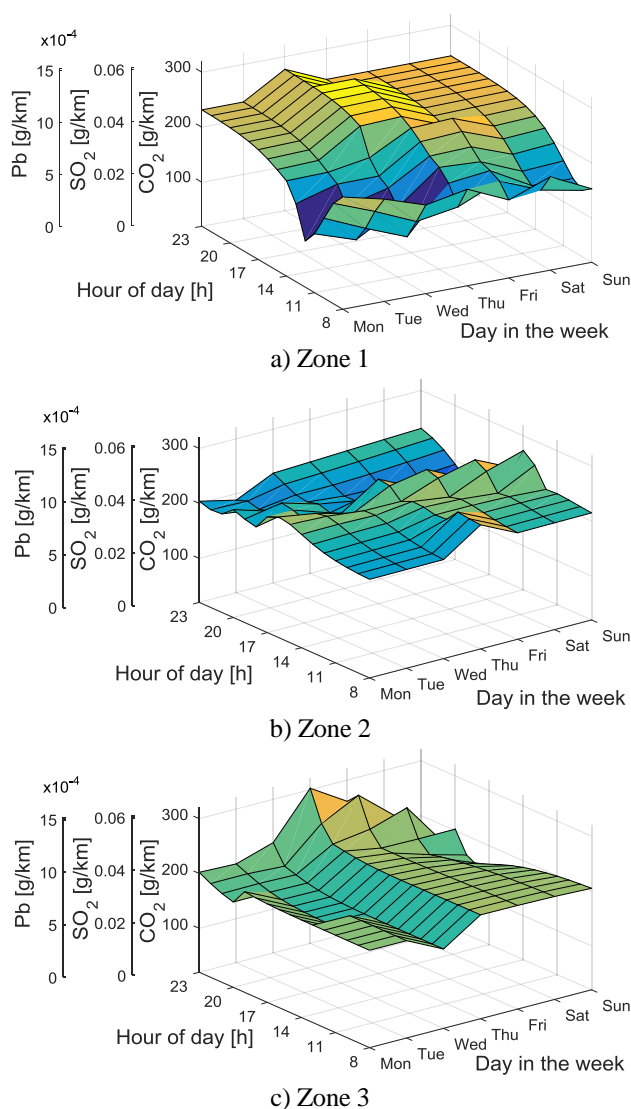 x10-4
15
10
5
0
Pb [g/km]
0.06
0.04
0.02
0
SO2 [g/km]
300
200
100
CO2 [g/km]
23
20
17
14
11
8
Hour of day [h]
Mon
Tue
Wed
Thu
Fri
Sat
Sun
Day in the week
a) Zone 1
x10-4
15
10
5
0
Pb [g/km]
0.06
0.04
0.02
0
SO2 [g/km]
300
200
100
CO2 [g/km]
23
20
17
14
11
8
Hour of day [h]
Mon
Tue
Wed
Thu
Fri
Sat
Sun
Day in the week
b) Zone 2
x10-4
15
10
5
0
Pb [g/km]
0.06
0.04
0.02
0
SO2 [g/km]
300
200
100
CO2 [g/km]
23
20
17
14
11
8
Hour of day [h]
Mon
Tue
Wed
Thu
Fri
Sat
Sun
Day in the week
c) Zone 3